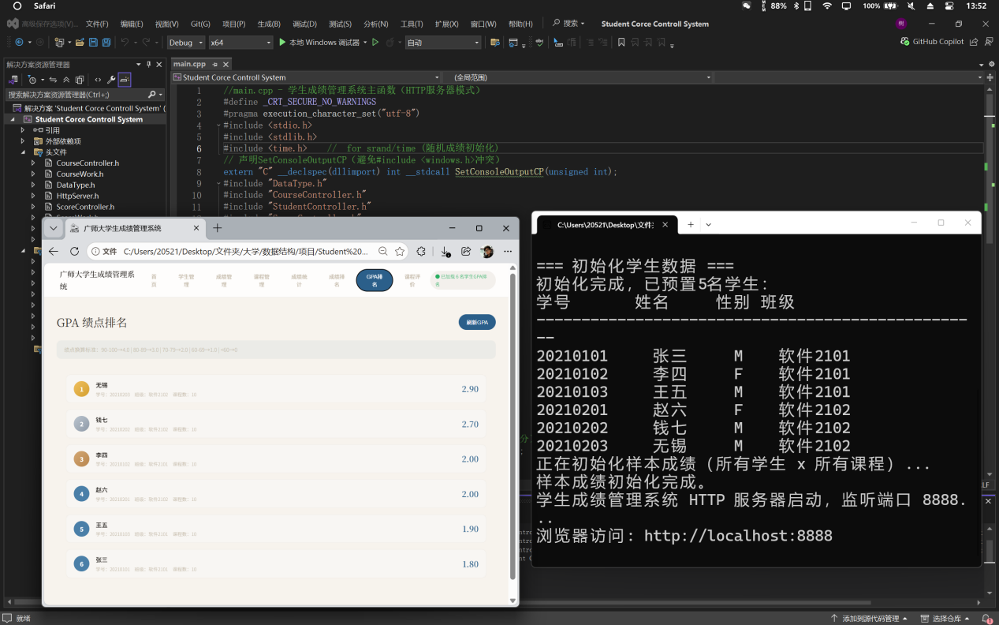 Safari
88%
100%
13:52
高级保存选项(V)... 文件(F) 编辑(E) 视图(V) Git(G) 项目(P) 生成(B) 调试(D) 测试(S) 分析(N) 工具(T) 扩展(X) 窗口(W) 帮助(H) 搜索 Student Corce Controll System
Debug x64 本地 Windows 调试器 自动 GitHub Copilot
解决方案资源管理器
搜索解决方案资源管理器(Ctrl+;)
解决方案 'Student Corce Controll System' (
Student Corce Controll System
引用
外部依赖项
头文件
CourseController.h
CourseWork.h
DataType.h
HttpServer.h
ScoreController.h
main.cpp
Student Corce Controll System (全局范围)
1 //main.cpp - 学生成绩管理系统主函数（HTTP服务器模式）
2 #define _CRT_SECURE_NO_WARNINGS
3 #pragma execution_character_set("utf-8")
4 #include <stdio.h>
5 #include <stdlib.h>
6 #include <time.h> // for srand/time (随机成绩初始化)
7 // 声明SetConsoleOutputCP（避免#include <windows.h>冲突）
8 extern "C" __declspec(dllimport) int __stdcall SetConsoleOutputCP(unsigned int);
9 #include "DataType.h"
10 #include "CourseController.h"
11 #include "StudentController.h"
广师大学生成绩管理系统
文件 C:/Users/20521/Desktop/文件夹/大学/数据结构/项目/Student%20...
广师大学生成绩管理系统
首页
学生管理
成绩管理
课程管理
成绩统计
成绩排名
GPA排名
课程评价
已加载 6 名学生GPA排名
GPA 绩点排名
刷新GPA
绩点换算标准：90-100→4.0 | 80-89→3.0 | 70-79→2.0 | 60-69→1.0 | <60→0
1 无锡 2.90
学号：20210203 班级：软件2102 课程数：10
2 钱七 2.70
学号：20210202 班级：软件2102 课程数：10
3 李四 2.00
学号：20210102 班级：软件2101 课程数：10
4 赵六 2.00
学号：20210201 班级：软件2102 课程数：10
5 王五 1.90
学号：20210103 班级：软件2101 课程数：10
6 张三 1.80
学号：20210101 班级：软件2101 课程数：10
C:\Users\20521\Desktop\文件
=== 初始化学生数据 ===
初始化完成，已预置5名学生：
学号 姓名 性别 班级
--------------------------------------------------
20210101 张三 M 软件2101
20210102 李四 F 软件2101
20210103 王五 M 软件2101
20210201 赵六 F 软件2102
20210202 钱七 M 软件2102
20210203 无锡 M 软件2102
正在初始化样本成绩（所有学生 x 所有课程）...
样本成绩初始化完成。
学生成绩管理系统 HTTP 服务器启动，监听端口 8888.
..
浏览器访问：http://localhost:8888
就绪
添加到源代码管理 选择仓库 1